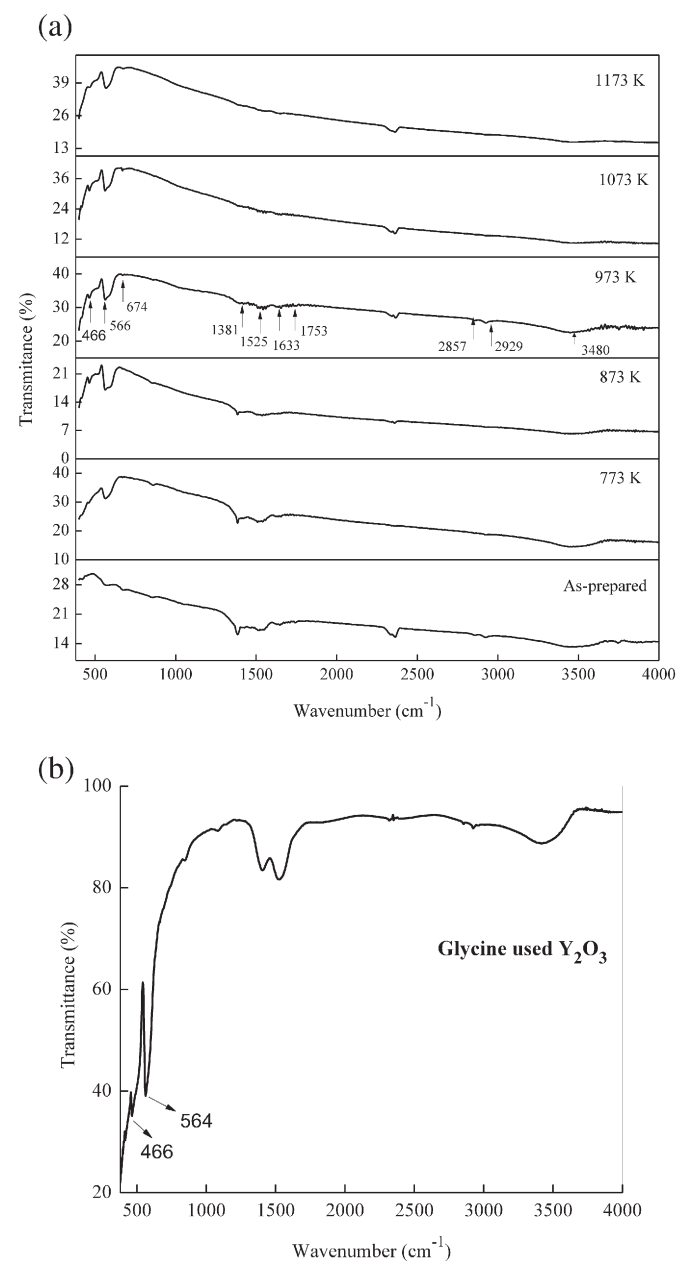 (a)
39
26
13
1173 K
36
24
12
1073 K
40
30
20
973 K
466
566
674
1381
1525
1633
1753
2857
2929
3480
21
14
7
0
873 K
40
30
20
10
773 K
28
21
14
As-prepared
Transmitance (%)
500 1000 1500 2000 2500 3000 3500 4000
Wavenumber (cm⁻¹)
(b)
100
80
60
40
20
Transmittance (%)
Glycine used Y₂O₃
564
466
500 1000 1500 2000 2500 3000 3500 4000
Wavenumber (cm⁻¹)